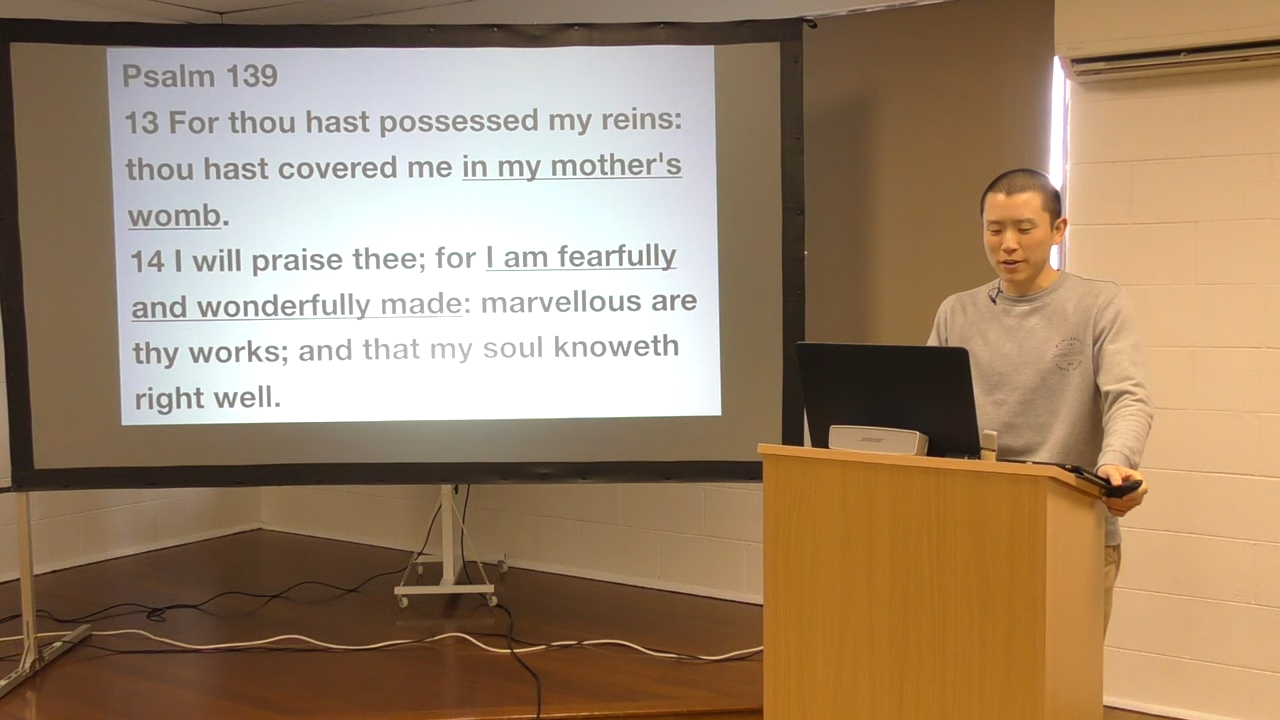 Psalm 139
13 For thou hast possessed my reins:
thou hast covered me in my mother's
womb.
14 I will praise thee; for I am fearfully
and wonderfully made: marvellous are
thy works; and that my soul knoweth
right well.
BOSE